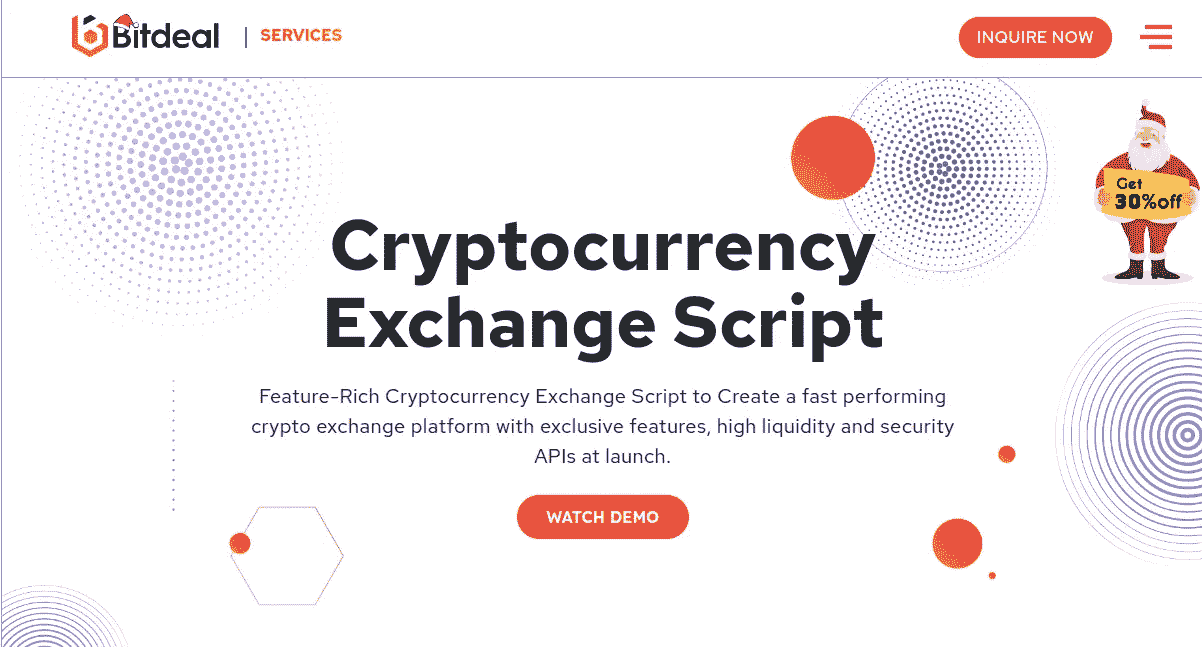 Bitdeal | SERVICES
INQUIRE NOW
Get
30%off
Cryptocurrency
Exchange Script
Feature-Rich Cryptocurrency Exchange Script to Create a fast performing
crypto exchange platform with exclusive features, high liquidity and security
APIs at launch.
WATCH DEMO